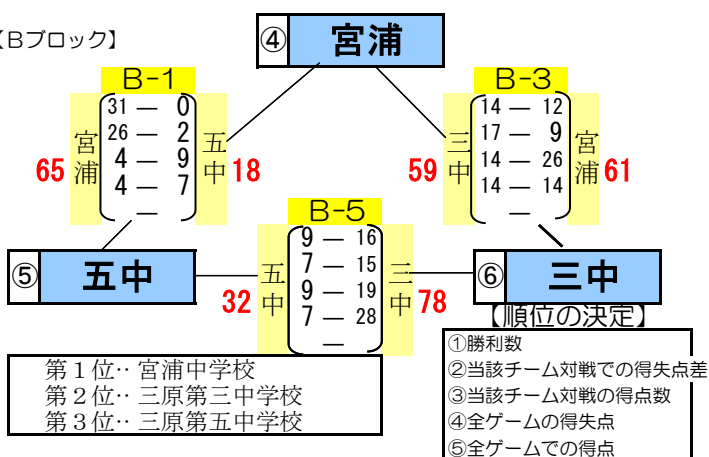 【Bブロック】
④ 宮浦
B-1
宮浦 65
31 ― 0
26 ― 2
4 ― 9
4 ― 7
―
五中 18
B-3
三中 59
14 ― 12
17 ― 9
14 ― 26
14 ― 14
―
宮浦 61
B-5
五中 32
9 ― 16
7 ― 15
9 ― 19
7 ― 28
―
三中 78
⑤ 五中
⑥ 三中
第１位‥ 宮浦中学校
第２位‥ 三原第三中学校
第３位‥ 三原第五中学校
【順位の決定】
①勝利数
②当該チーム対戦での得失点差
③当該チーム対戦の得点数
④全ゲームの得失点
⑤全ゲームでの得点